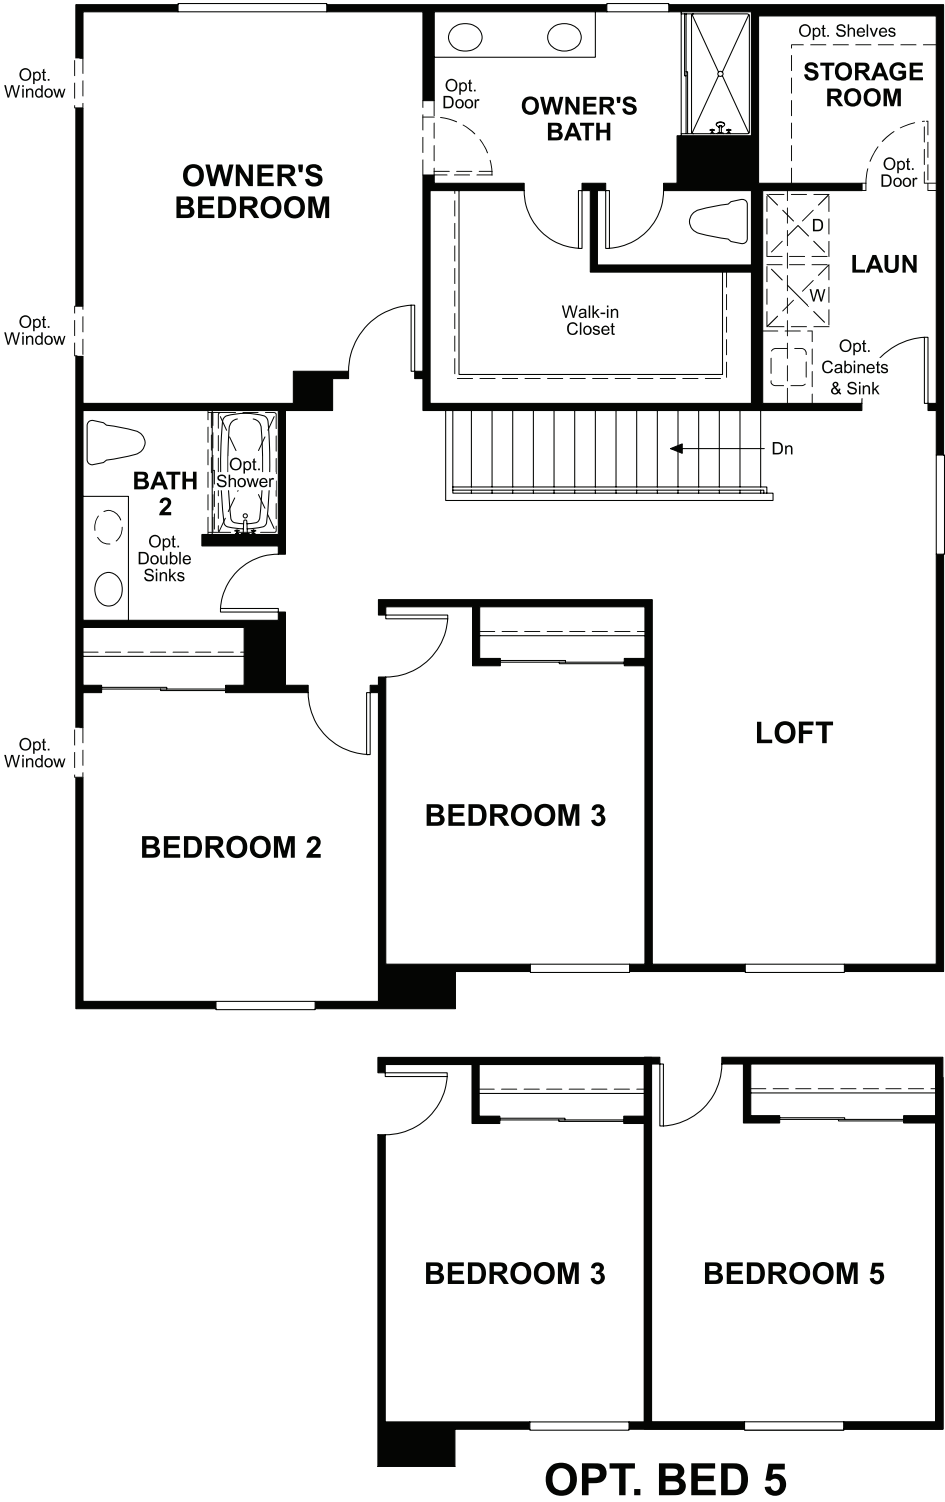 Opt. Shelves
STORAGE
ROOM
Opt.
Door
Opt.
Window
Opt.
Door
OWNER'S
BATH
OWNER'S
BEDROOM
D
LAUN
W
Walk-in
Closet
Opt.
Window
Opt.
Cabinets
& Sink
Dn
Opt.
Shower
BATH
2
Opt.
Double
Sinks
LOFT
Opt.
Window
BEDROOM 3
BEDROOM 2
BEDROOM 3
BEDROOM 5
OPT. BED 5